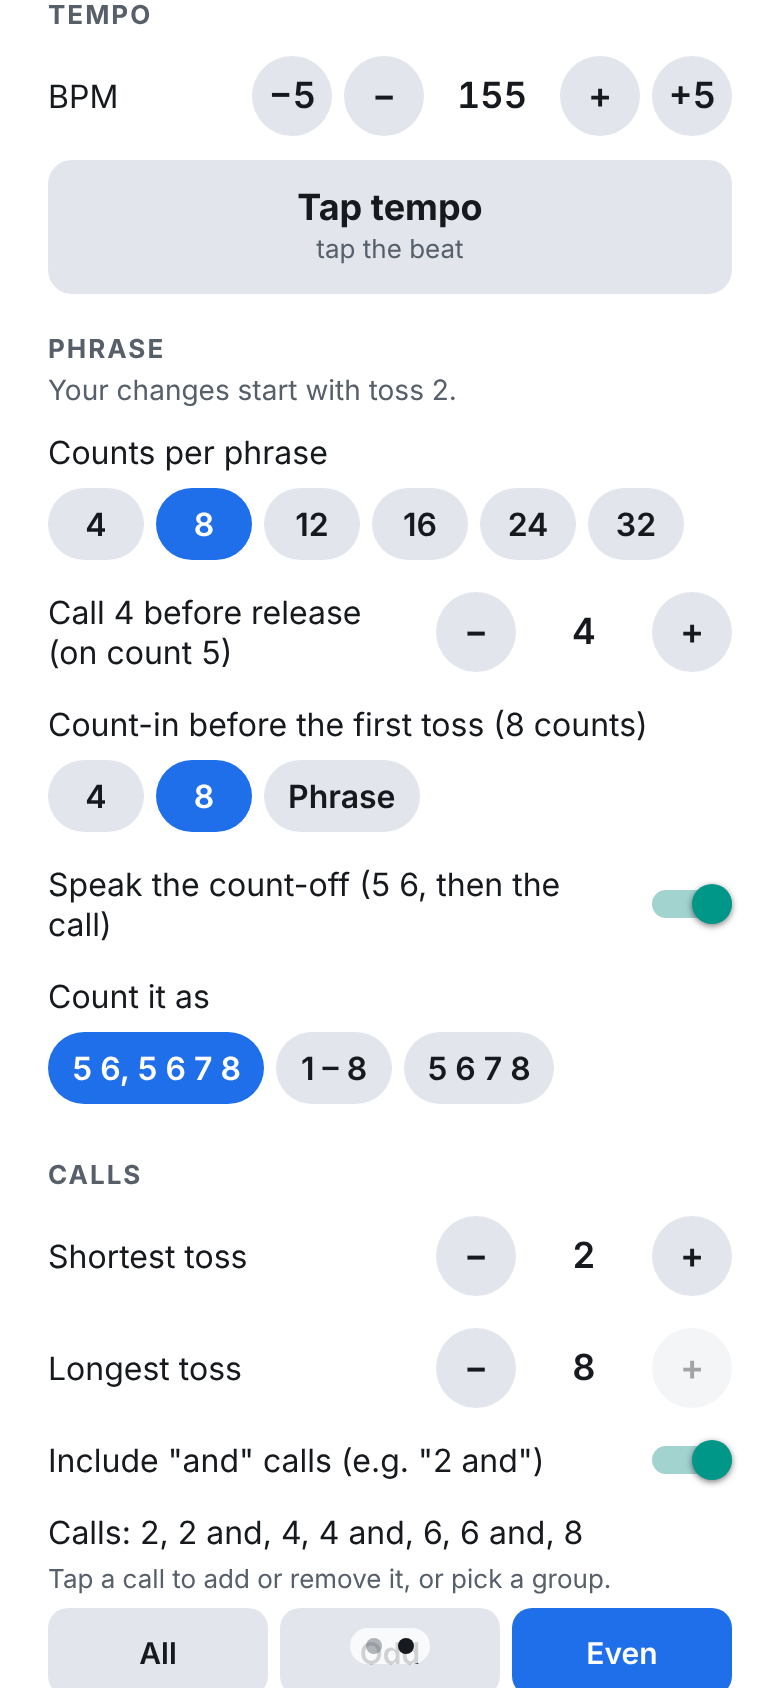 TEMPO
BPM −5 − 155 + +5
Tap tempo
tap the beat
PHRASE
Your changes start with toss 2.
Counts per phrase
4 8 12 16 24 32
Call 4 before release
(on count 5)
− 4 +
Count-in before the first toss (8 counts)
4 8 Phrase
Speak the count-off (5 6, then the
call)
Count it as
5 6, 5 6 7 8 1 – 8 5 6 7 8
CALLS
Shortest toss − 2 +
Longest toss − 8 +
Include "and" calls (e.g. "2 and")
Calls: 2, 2 and, 4, 4 and, 6, 6 and, 8
Tap a call to add or remove it, or pick a group.
All Odd Even